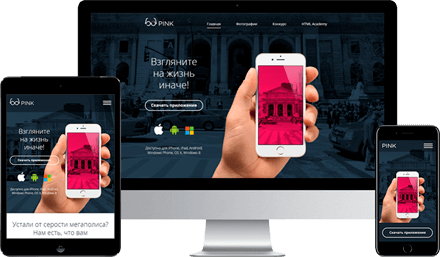 PINK
Главная
Фотографии
Конкурс
HTML Academy
Взгляните
на жизнь
иначе!
Скачать приложение
Доступно для iPhone, iPad, Android,
Windows Phone, OS X, Windows 8
PINK
Взгляните
на жизнь
иначе!
Скачать приложение
Доступно для iPhone, iPad, Android,
Windows Phone, OS X, Windows 8
Устали от серости мегаполиса?
Нам есть, что вам
PINK
Скачать приложение